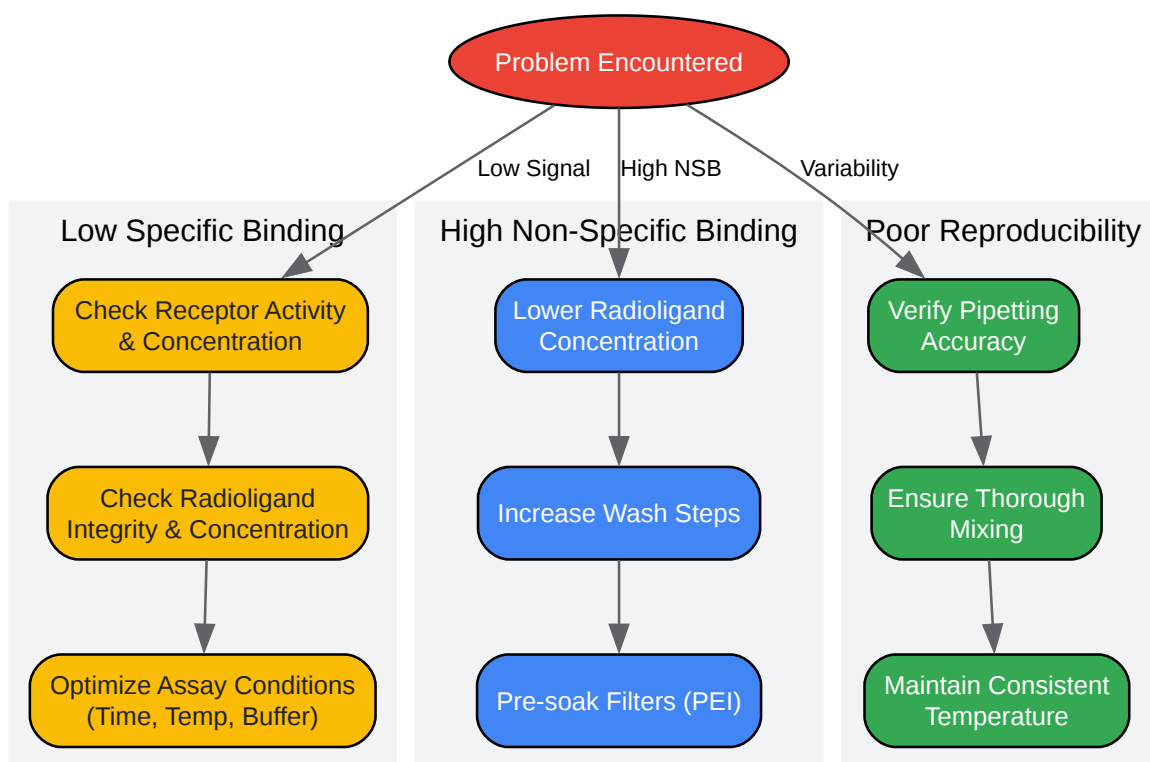 Problem Encountered
Low Signal
High NSB
Variability
Low Specific Binding
High Non-Specific Binding
Poor Reproducibility
Check Receptor Activity
& Concentration
Lower Radioligand
Concentration
Verify Pipetting
Accuracy
Check Radioligand
Integrity & Concentration
Increase Wash Steps
Ensure Thorough
Mixing
Optimize Assay Conditions
(Time, Temp, Buffer)
Pre-soak Filters (PEI)
Maintain Consistent
Temperature